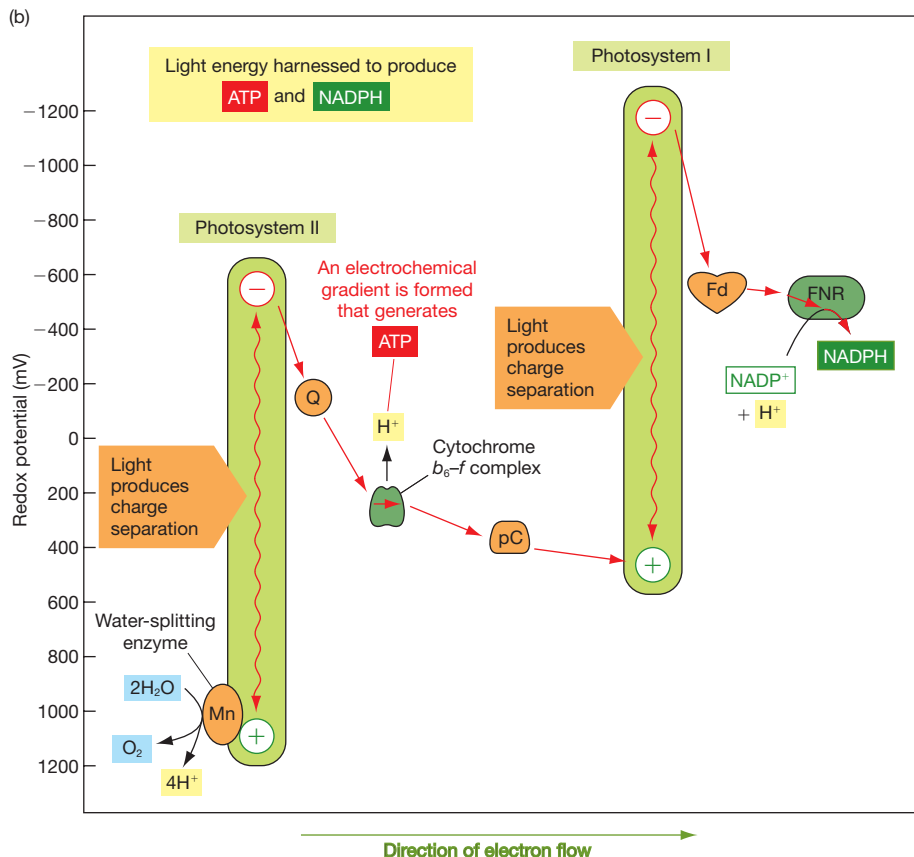 (b)
Light energy harnessed to produce
ATP and NADPH
Photosystem I
−1200
−1000
−800
−600
−400
−200
0
200
400
600
800
1000
1200
Redox potential (mV)
Photosystem II
−
An electrochemical
gradient is formed
that generates
ATP
H⁺
Q
Cytochrome
b₆–f complex
pC
Light
produces
charge
separation
Water-splitting
enzyme
2H₂O
Mn
+
O₂
4H⁺
−
Light
produces
charge
separation
+
Fd
FNR
NADPH
NADP⁺
+ H⁺
Direction of electron flow